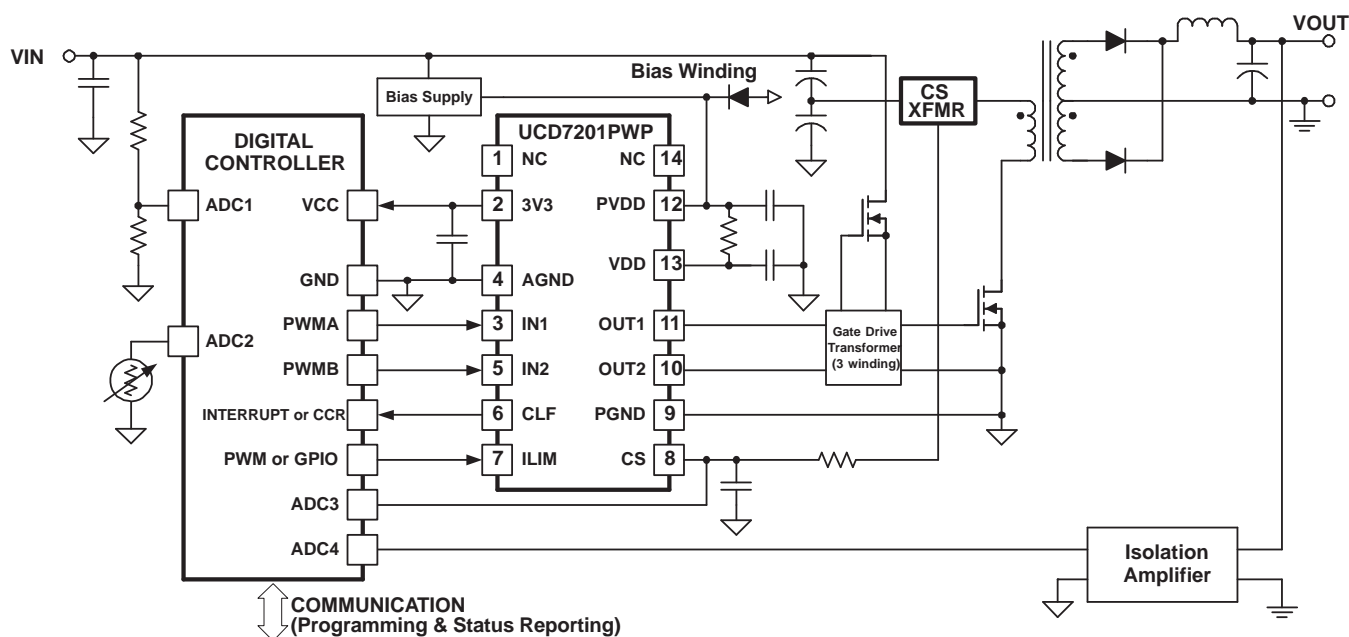 VIN
VOUT
Bias Winding
Bias Supply
CS
XFMR
DIGITAL
CONTROLLER
UCD7201PWP
1 NC
NC 14
ADC1
VCC
2 3V3
PVDD 12
VDD 13
GND
4 AGND
PWMA
3 IN1
OUT1 11
Gate Drive
Transformer
(3 winding)
ADC2
PWMB
5 IN2
OUT2 10
INTERRUPT or CCR
6 CLF
PGND 9
PWM or GPIO
7 ILIM
CS 8
ADC3
ADC4
Isolation
Amplifier
COMMUNICATION
(Programming & Status Reporting)